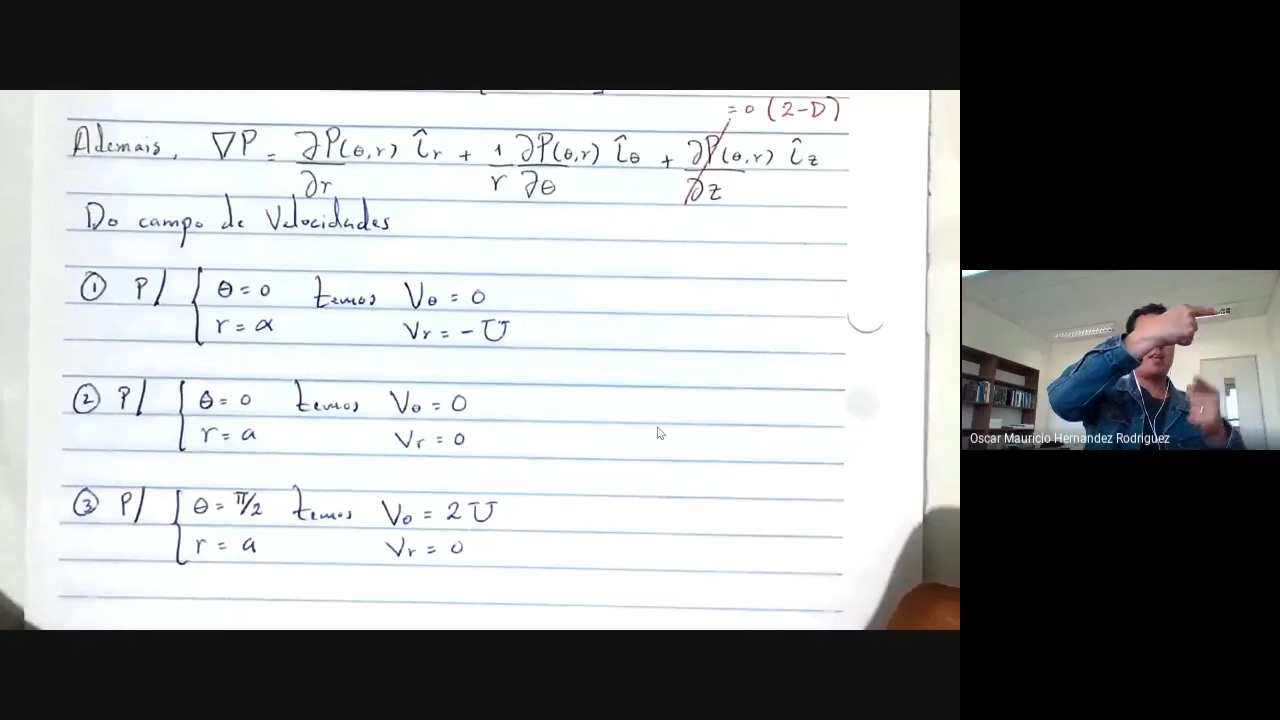 = 0 (2-D)
Ademais, ∇P = ∂P(θ,r)/∂r îr + 1/r ∂P(θ,r)/∂θ îθ + ∂P(θ,r)/∂z îz
Do campo de Velocidades
① P/ { θ = 0 temos Vθ = 0
r = α Vr = - U
② P/ { θ = 0 temos Vθ = 0
r = a Vr = 0
③ P/ { θ = π/2 temos Vθ = 2 U
r = a Vr = 0
Oscar Mauricio Hernandez Rodriguez